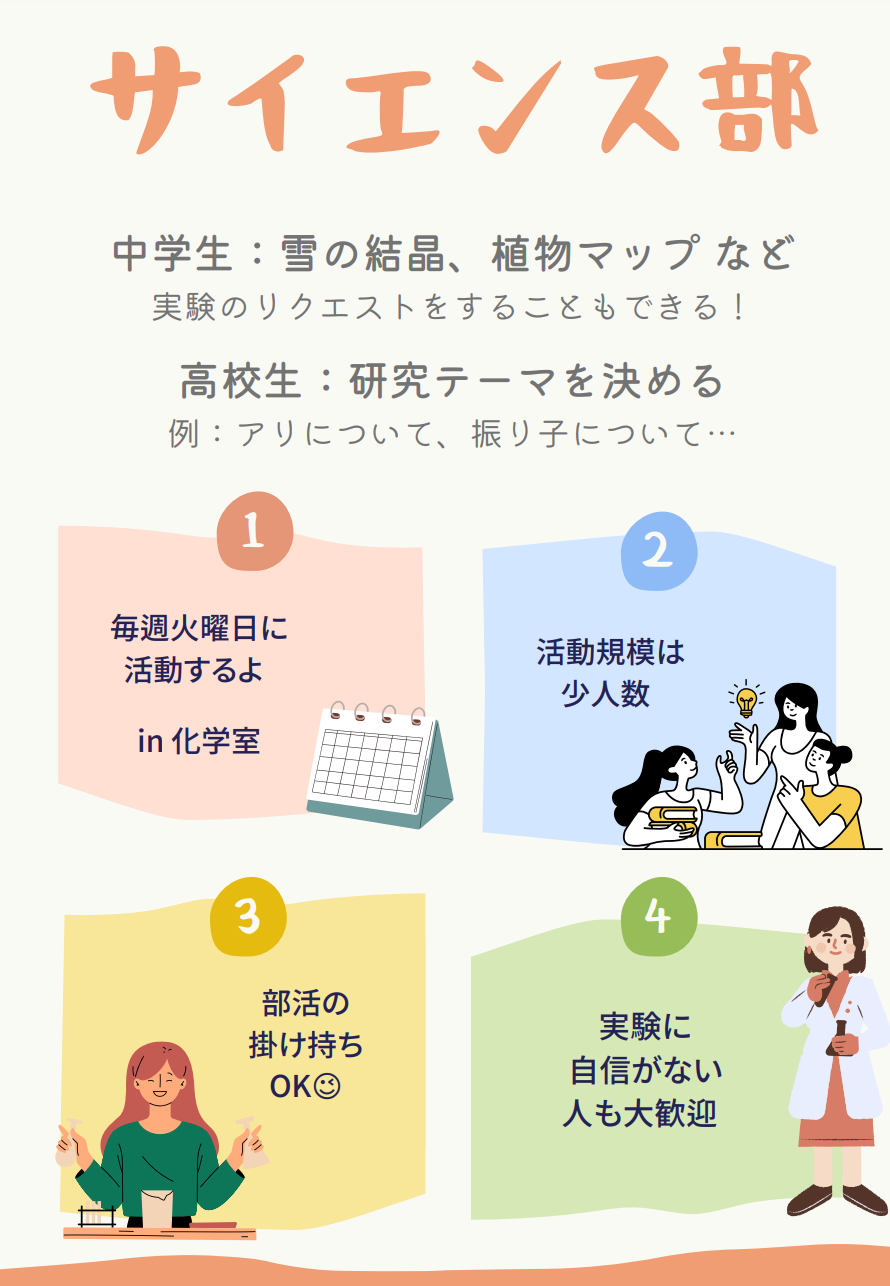 サイエンス部
中学生：雪の結晶、植物マップ など
実験のリクエストをすることもできる！
高校生：研究テーマを決める
例：アリについて、振り子について…
1
毎週火曜日に
活動するよ
in 化学室
2
活動規模は
少人数
3
部活の
掛け持ち
OK😉
4
実験に
自信がない
人も大歓迎